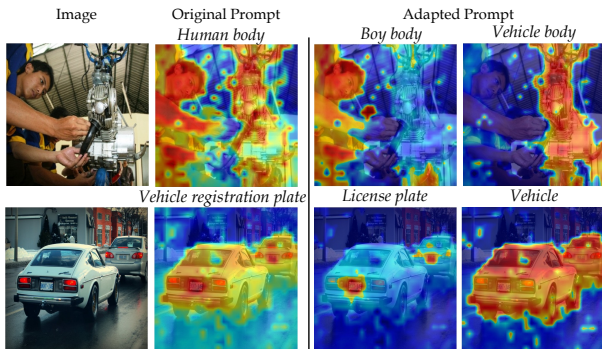 Image Original Prompt Adapted Prompt
Human body Boy body Vehicle body
Vehicle registration plate License plate Vehicle